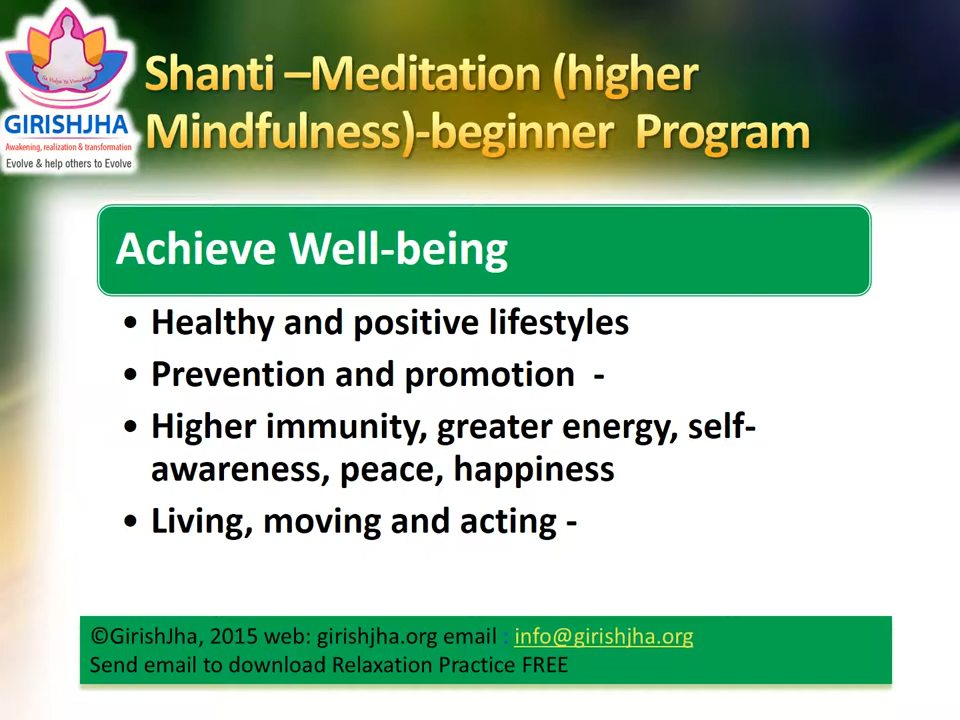 Shanti –Meditation (higher
Mindfulness)-beginner Program
GIRISHJHA
Awakening, realization & transformation
Evolve & help others to Evolve
Achieve Well-being
• Healthy and positive lifestyles
• Prevention and promotion -
• Higher immunity, greater energy, self-
awareness, peace, happiness
• Living, moving and acting -
©GirishJha, 2015 web: girishjha.org email : info@girishjha.org
Send email to download Relaxation Practice FREE